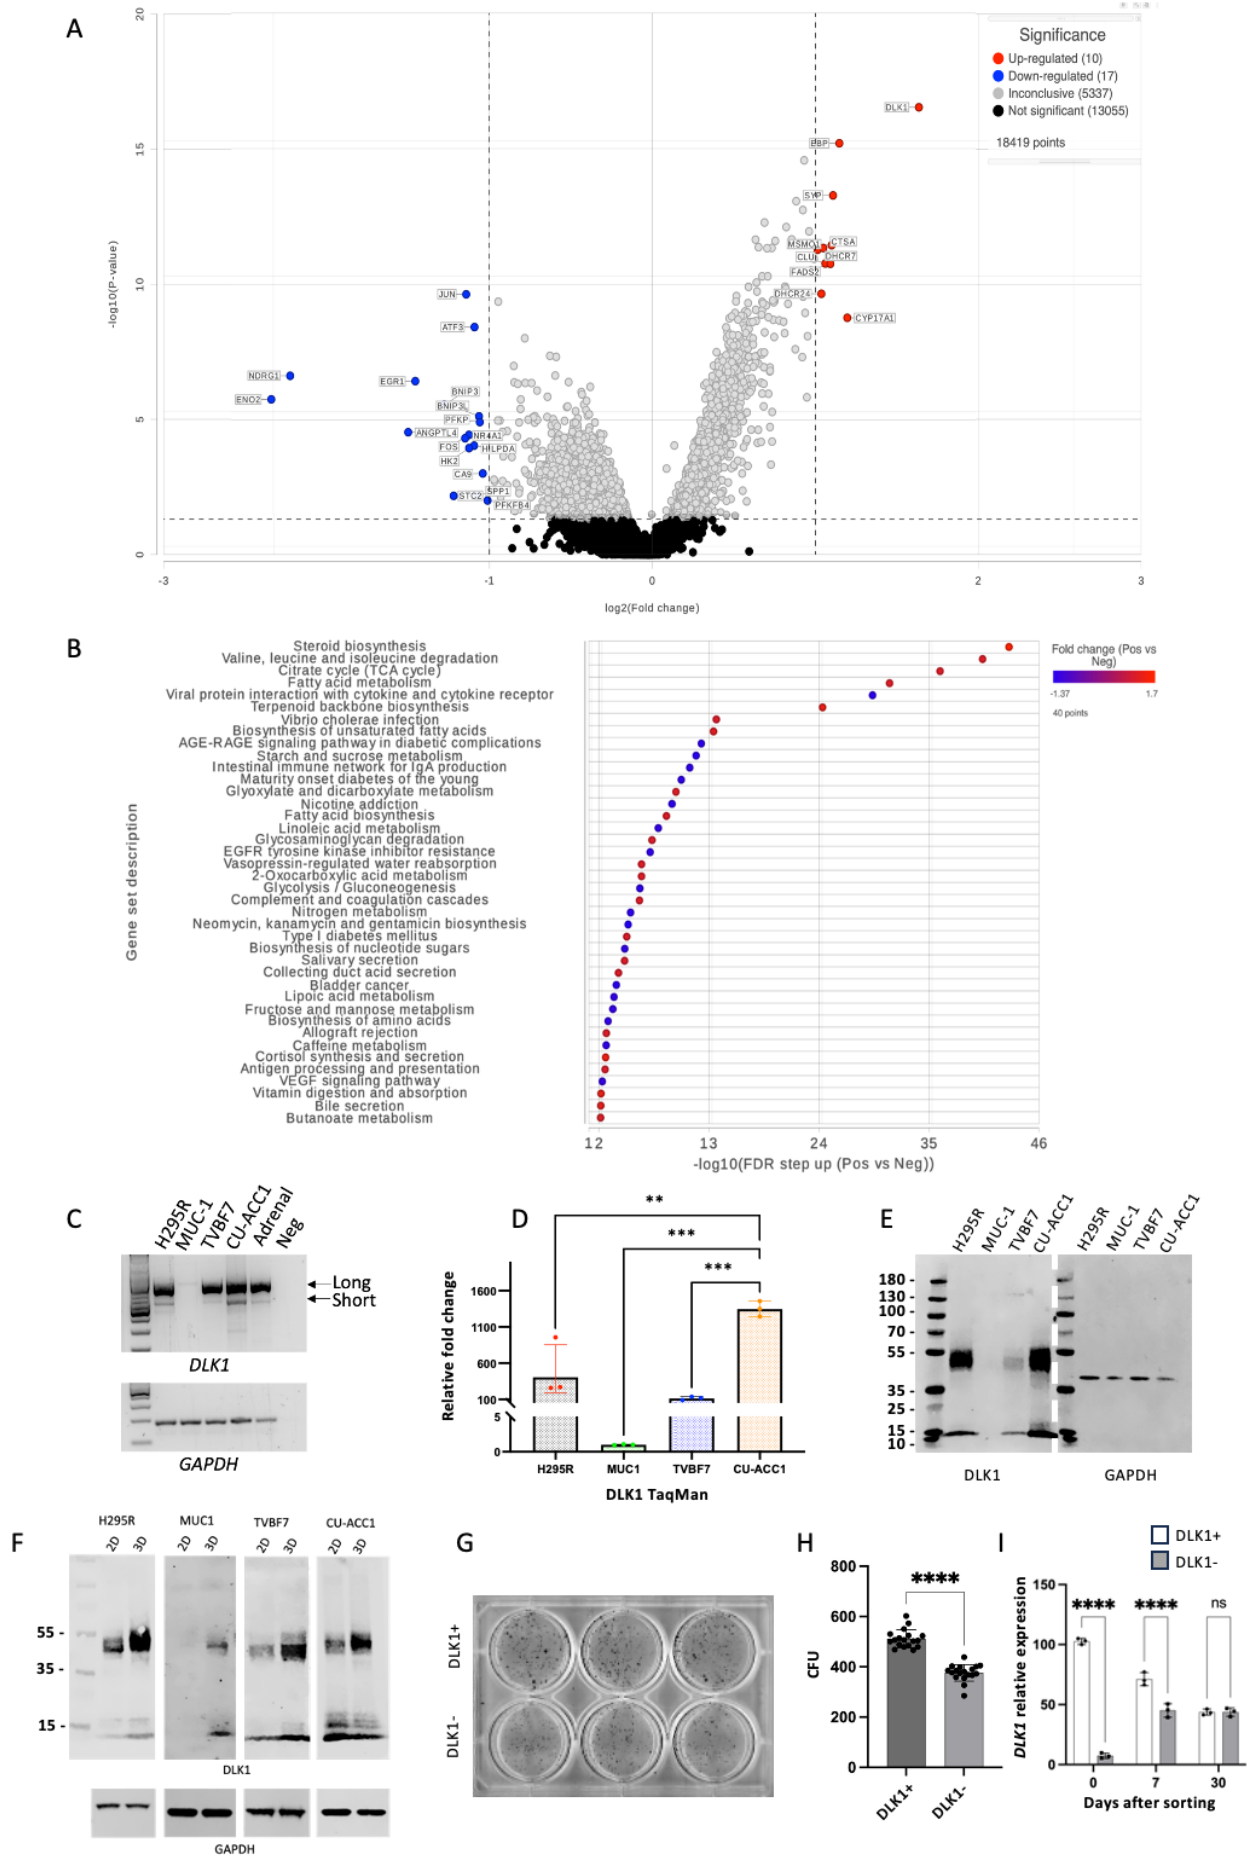 A
20
15
10
5
0
-log10(P-value)
Significance
Up-regulated (10)
Down-regulated (17)
Inconclusive (5337)
Not significant (13055)
18419 points
DLK1
EBP
SYP
MSMO1
CTSA
CLU
DHCR7
FADS2
DHCR24
CYP17A1
JUN
ATF3
NDRG1
EGR1
ENO2
BNIP3
BNIP3L
PFKP
ANGPTL4
NR4A1
FOS
HILPDA
HK2
CA9
STC2
SPP1
PFKFB4
-3
-1
0
2
3
log2(Fold change)
B
Gene set description
Steroid biosynthesis
Valine, leucine and isoleucine degradation
Citrate cycle (TCA cycle)
Fatty acid metabolism
Viral protein interaction with cytokine and cytokine receptor
Terpenoid backbone biosynthesis
Vibrio cholerae infection
Biosynthesis of unsaturated fatty acids
AGE-RAGE signaling pathway in diabetic complications
Starch and sucrose metabolism
Intestinal immune network for IgA production
Maturity onset diabetes of the young
Glyoxylate and dicarboxylate metabolism
Nicotine addiction
Fatty acid biosynthesis
Linoleic acid metabolism
Glycosaminoglycan degradation
EGFR tyrosine kinase inhibitor resistance
Vasopressin-regulated water reabsorption
2-Oxocarboxylic acid metabolism
Glycolysis / Gluconeogenesis
Complement and coagulation cascades
Nitrogen metabolism
Neomycin, kanamycin and gentamicin biosynthesis
Type I diabetes mellitus
Biosynthesis of nucleotide sugars
Salivary secretion
Collecting duct acid secretion
Bladder cancer
Lipoic acid metabolism
Fructose and mannose metabolism
Biosynthesis of amino acids
Allograft rejection
Caffeine metabolism
Cortisol synthesis and secretion
Antigen processing and presentation
VEGF signaling pathway
Vitamin digestion and absorption
Bile secretion
Butanoate metabolism
Fold change (Pos vs
Neg)
-1.37 1.7
40 points
1 2 13 24 35 46
-log10(FDR step up (Pos vs Neg))
C
H295R
MUC-1
TVBF7
CU-ACC1
Adrenal
Neg
Long
Short
DLK1
GAPDH
D
**
***
***
Relative fold change
1600
1100
600
100
5
0
H295R MUC1 TVBF7 CU-ACC1
DLK1 TaqMan
E
H295R
MUC-1
TVBF7
CU-ACC1
H295R
MUC-1
TVBF7
CU-ACC1
180 -
130 -
100 -
70 -
55 -
35 -
25 -
15 -
10 -
DLK1 GAPDH
F
H295R MUC1 TVBF7 CU-ACC1
2D 3D 2D 3D 2D 3D 2D 3D
55 -
35 -
15 -
DLK1
GAPDH
G
DLK1+
DLK1-
H
****
CFU
800
600
400
200
0
DLK1+
DLK1-
I
DLK1+
DLK1-
DLK1 relative expression
150
100
50
0
**** **** ns
0 7 30
Days after sorting